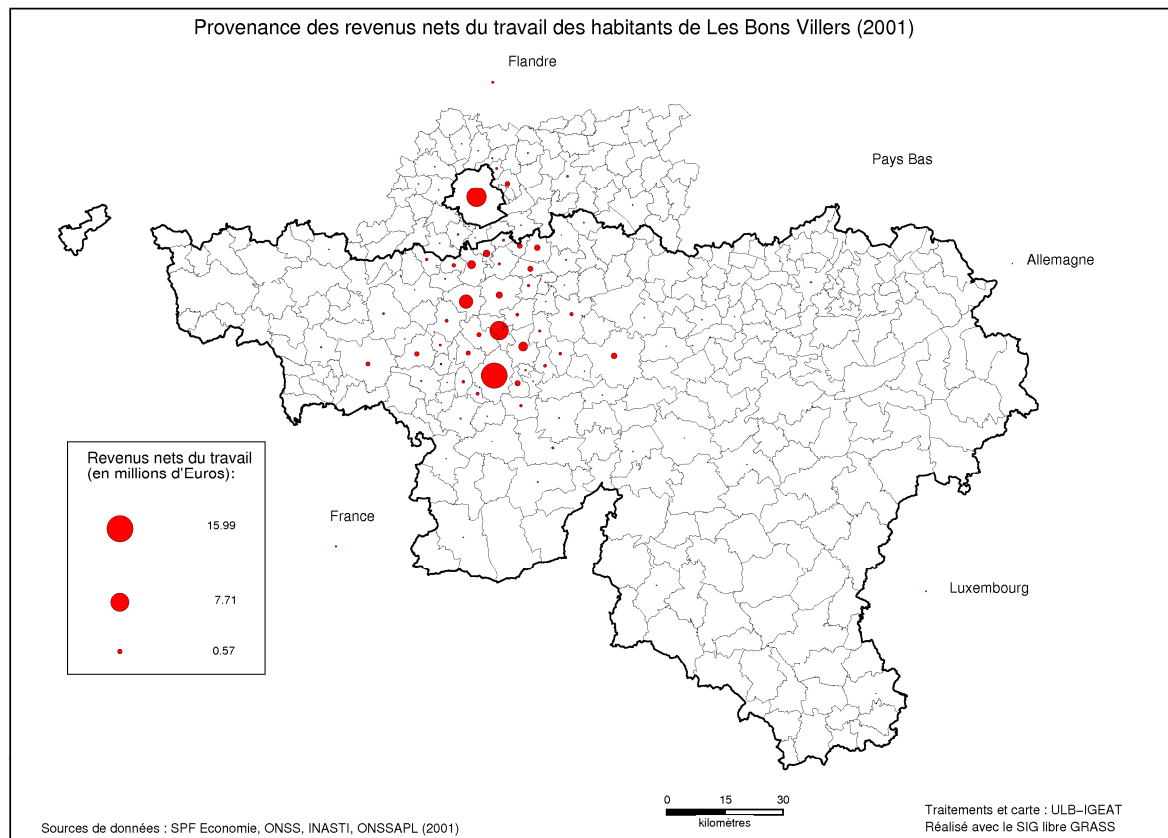 Provenance des revenus nets du travail des habitants de Les Bons Villers (2001)
Flandre
Pays Bas
Allemagne
Revenus nets du travail
(en millions d'Euros):
15.99
7.71
0.57
France
Luxembourg
0 15 30
kilomètres
Sources de données : SPF Economie, ONSS, INASTI, ONSSAPL (2001)
Traitements et carte : ULB–IGEAT
Réalisé avec le SIG libre GRASS